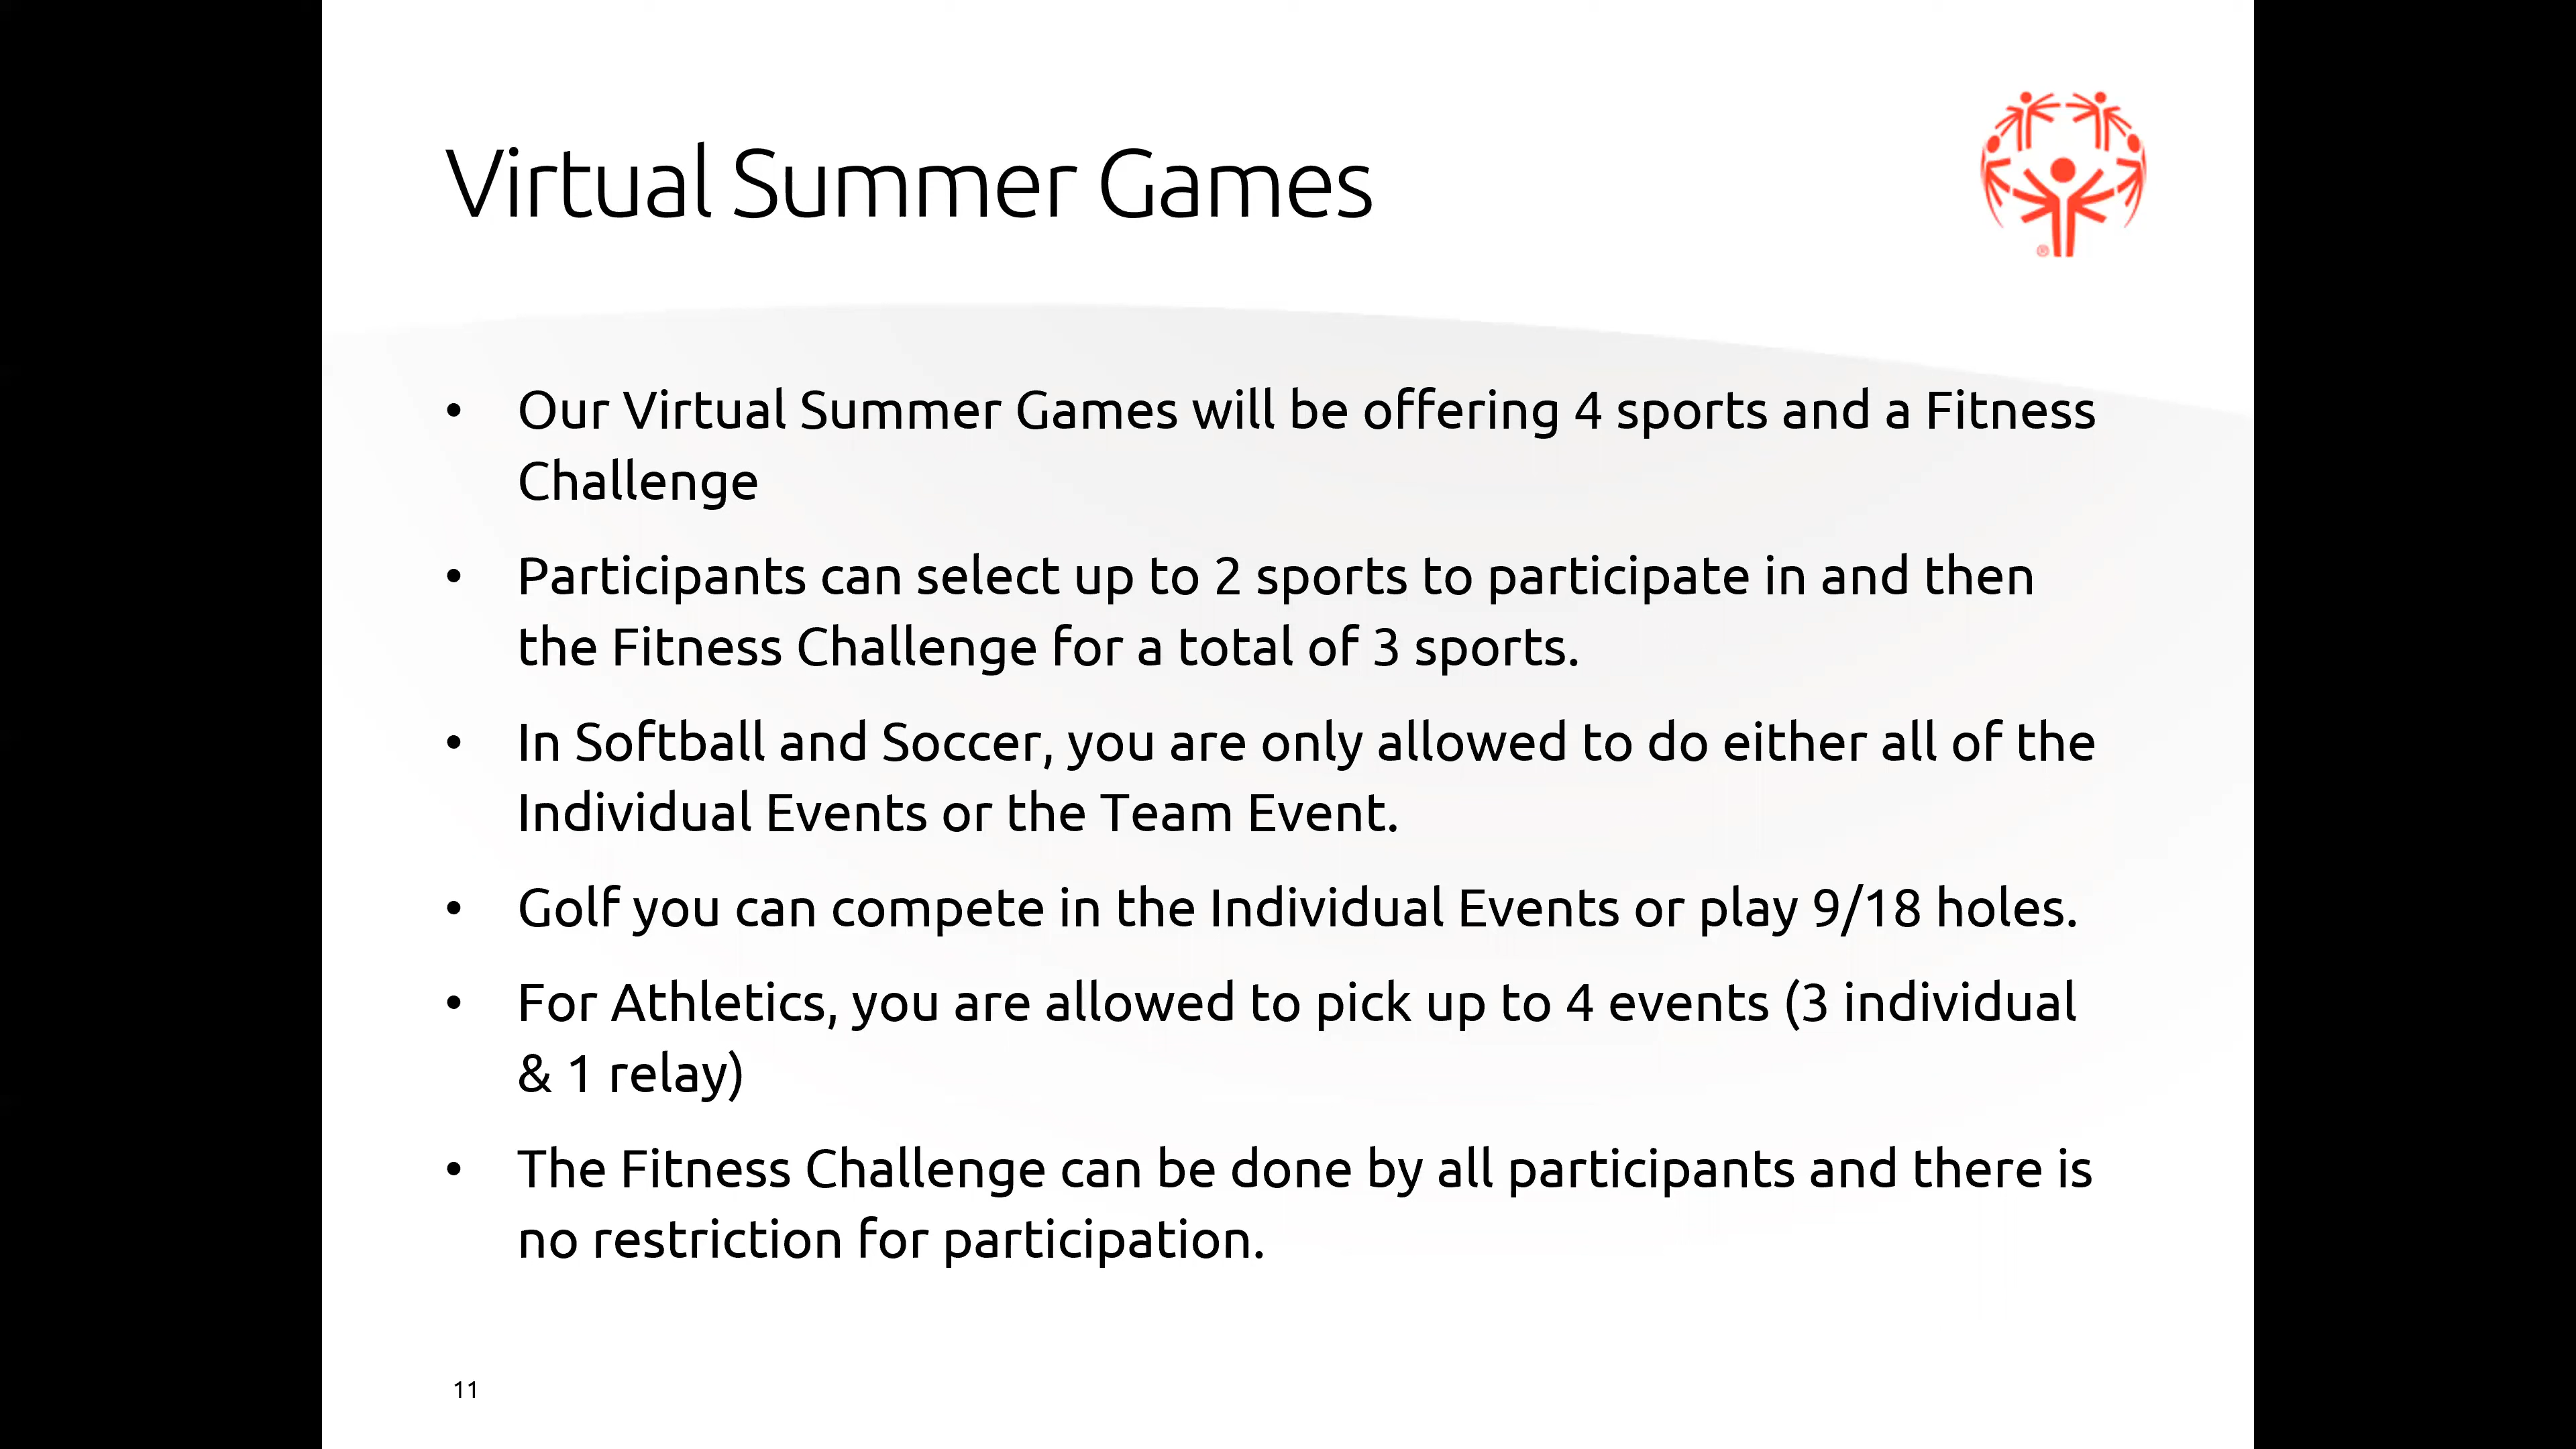 Virtual Summer Games
• Our Virtual Summer Games will be offering 4 sports and a Fitness
Challenge
• Participants can select up to 2 sports to participate in and then
the Fitness Challenge for a total of 3 sports.
• In Softball and Soccer, you are only allowed to do either all of the
Individual Events or the Team Event.
• Golf you can compete in the Individual Events or play 9/18 holes.
• For Athletics, you are allowed to pick up to 4 events (3 individual
& 1 relay)
• The Fitness Challenge can be done by all participants and there is
no restriction for participation.
11